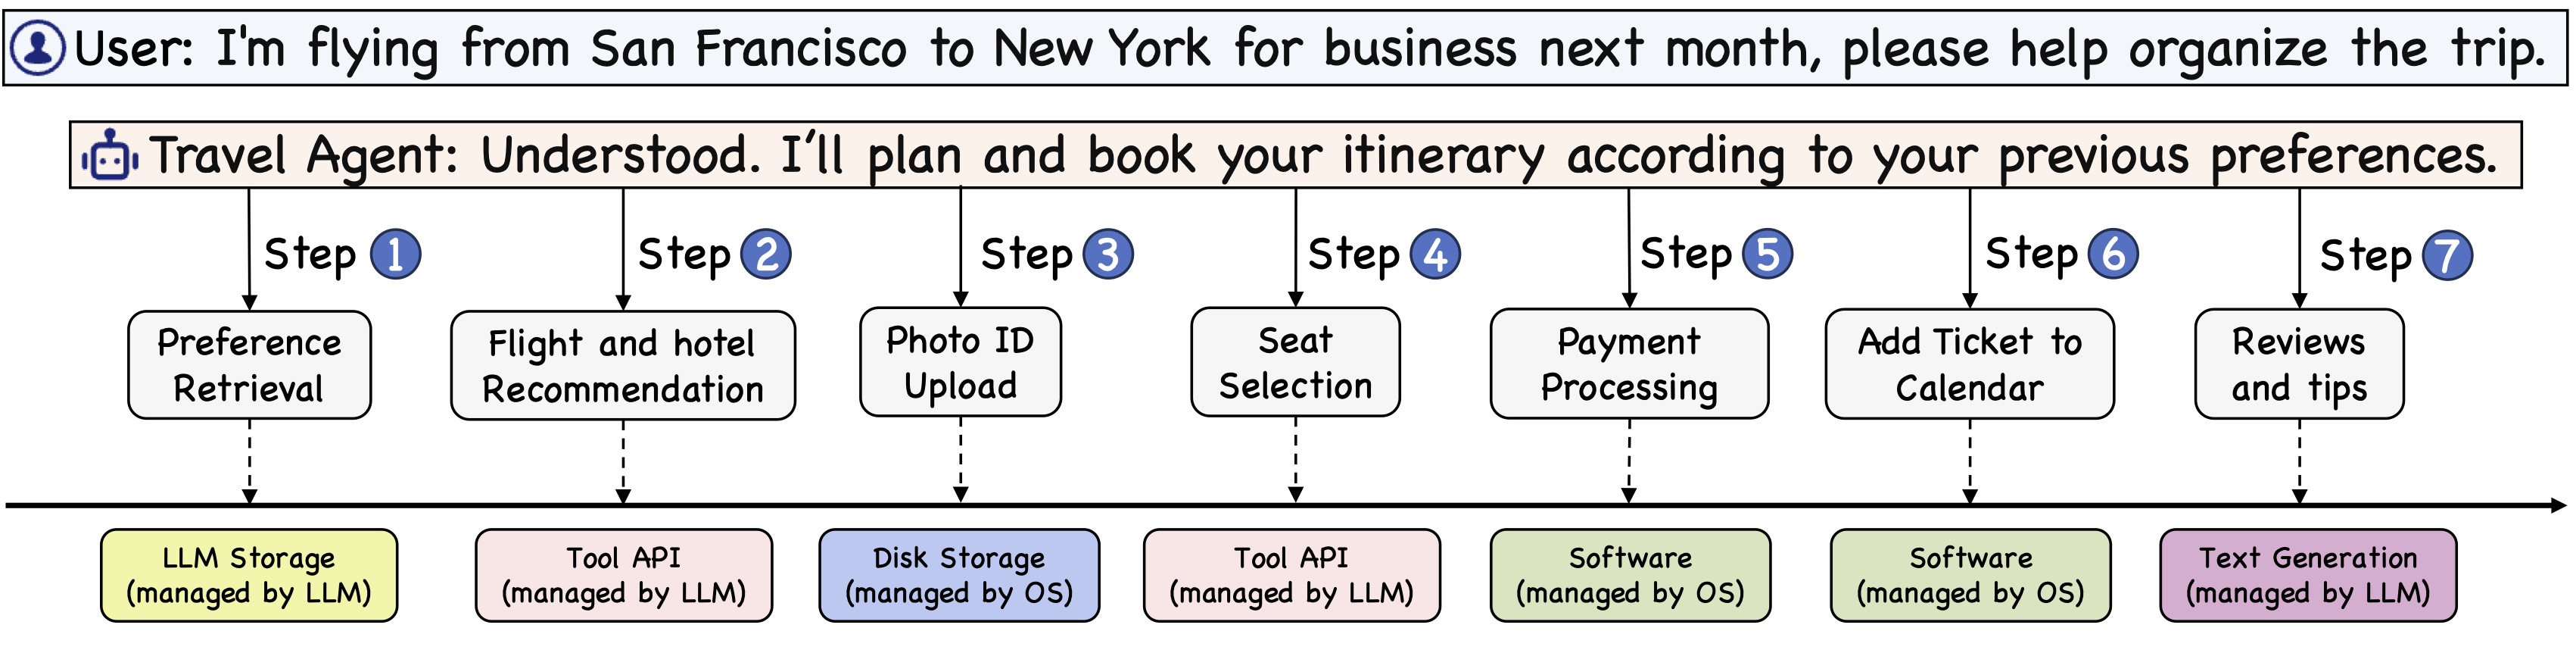 User: I'm flying from San Francisco to New York for business next month, please help organize the trip.
Travel Agent: Understood. I'll plan and book your itinerary according to your previous preferences.
Step 1
Step 2
Step 3
Step 4
Step 5
Step 6
Step 7
Preference
Retrieval
Flight and hotel
Recommendation
Photo ID
Upload
Seat
Selection
Payment
Processing
Add Ticket to
Calendar
Reviews
and tips
LLM Storage
(managed by LLM)
Tool API
(managed by LLM)
Disk Storage
(managed by OS)
Tool API
(managed by LLM)
Software
(managed by OS)
Software
(managed by OS)
Text Generation
(managed by LLM)